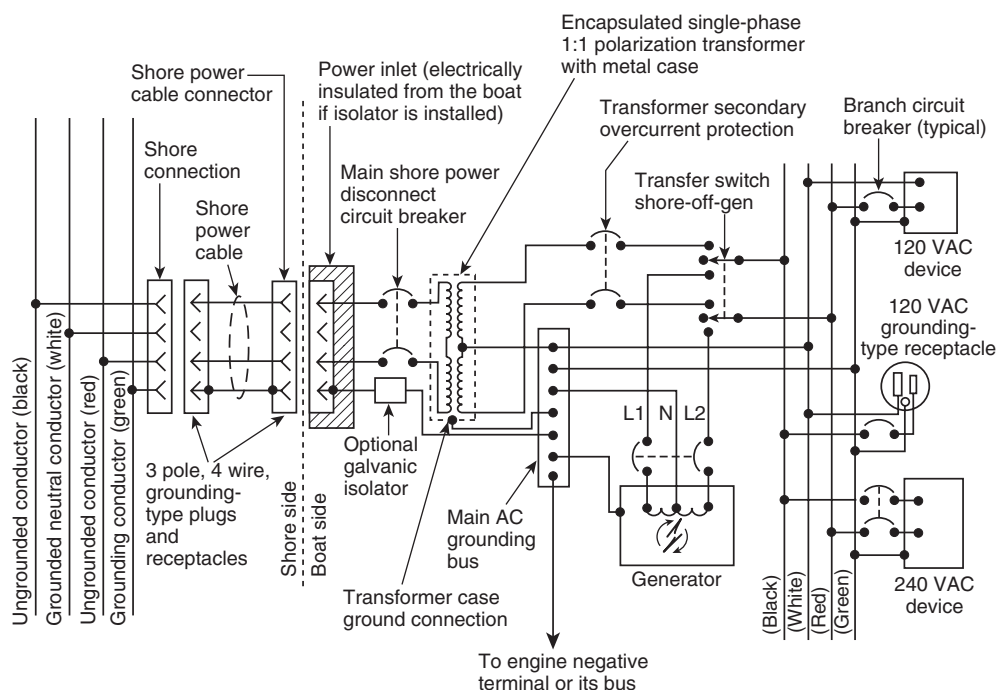 Encapsulated single-phase
1:1 polarization transformer
with metal case
Shore power
cable connector
Power inlet (electrically
insulated from the boat
if isolator is installed)
Transformer secondary
overcurrent protection
Branch circuit
breaker (typical)
Shore
connection
Main shore power
disconnect
circuit breaker
Transfer switch
shore-off-gen
Shore
power
cable
120 VAC
device
120 VAC
grounding-
type receptacle
Ungrounded conductor (black)
Grounded neutral conductor (white)
Ungrounded conductor (red)
Grounding conductor (green)
3 pole, 4 wire,
grounding-
type plugs
and
receptacles
Shore side
Boat side
Optional
galvanic
isolator
L1 N L2
Main AC
grounding
bus
Generator
Transformer case
ground connection
(Black)
(White)
(Red)
(Green)
240 VAC
device
To engine negative
terminal or its bus